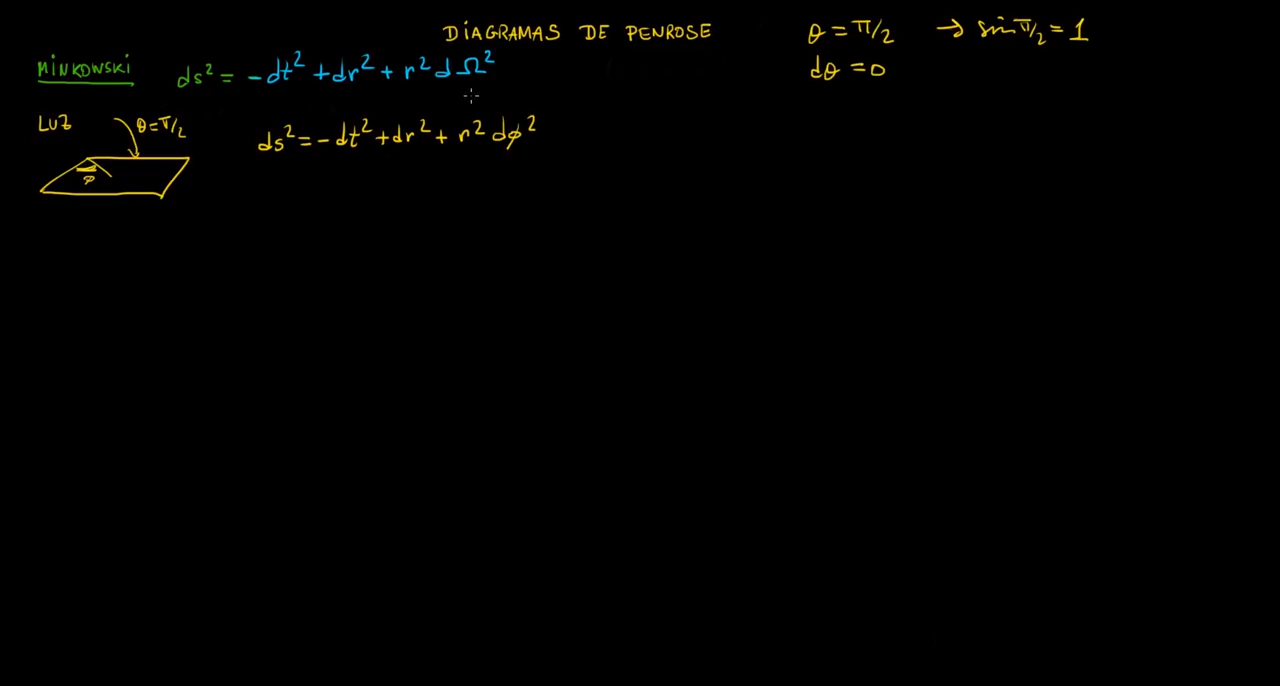 DIAGRAMAS DE PENROSE
θ = π/2 → sin π/2 = 1
dθ = 0
MINKOWSKI ds² = -dt² + dr² + r² dΩ²
LUZ θ = π/2
ds² = -dt² + dr² + r² dϕ²
φ